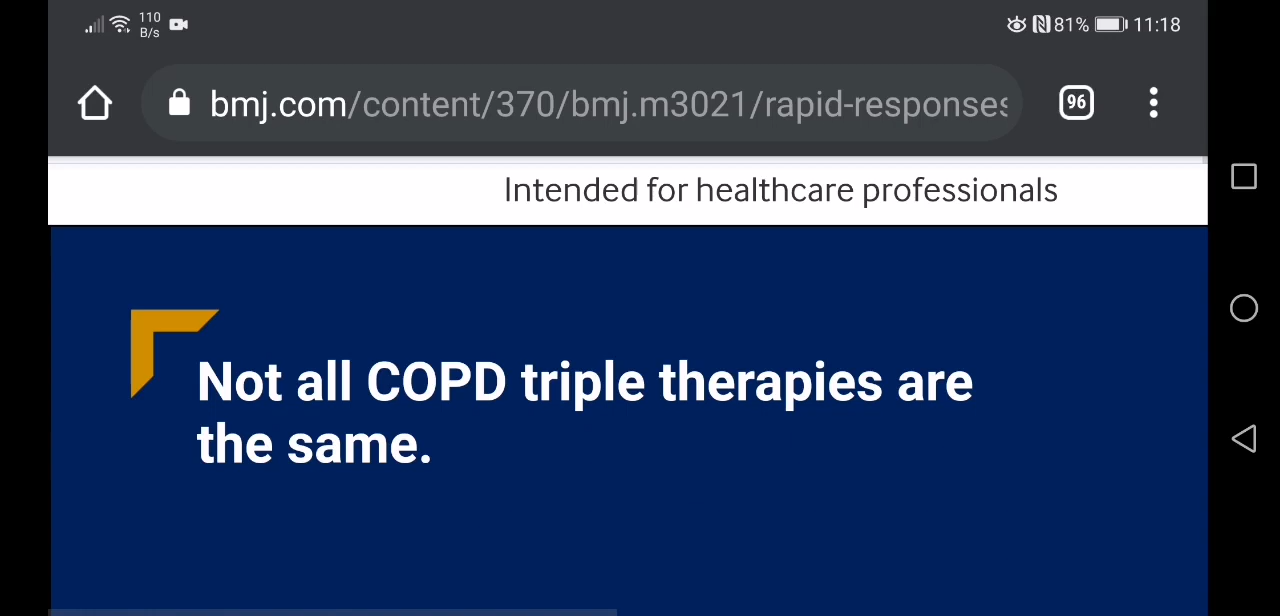 110
B/s
81%
11:18
bmj.com/content/370/bmj.m3021/rapid-responses
96
Intended for healthcare professionals
Not all COPD triple therapies are
the same.